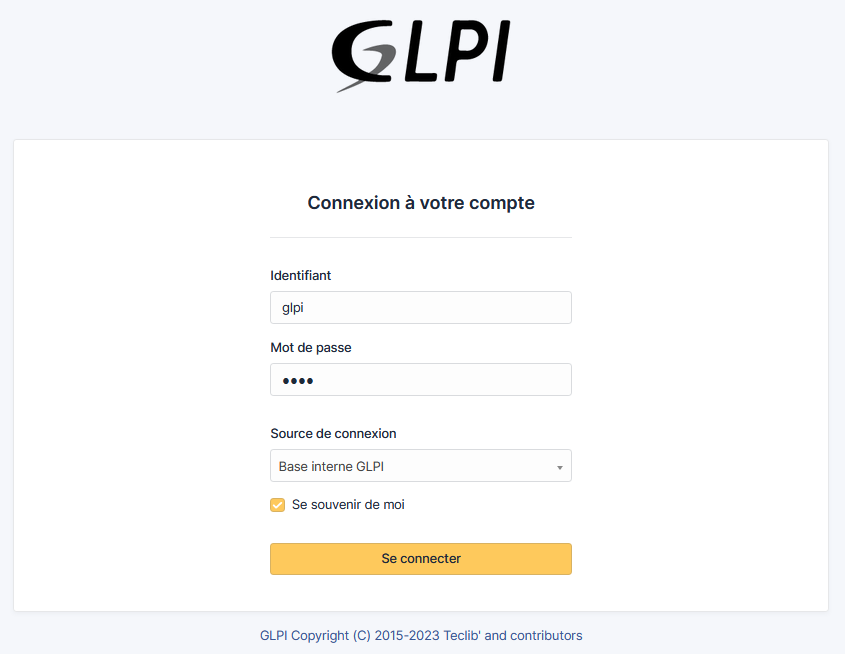 GLPI
Connexion à votre compte
Identifiant
glpi
Mot de passe
••••
Source de connexion
Base interne GLPI
Se souvenir de moi
Se connecter
GLPI Copyright (C) 2015-2023 Teclib' and contributors